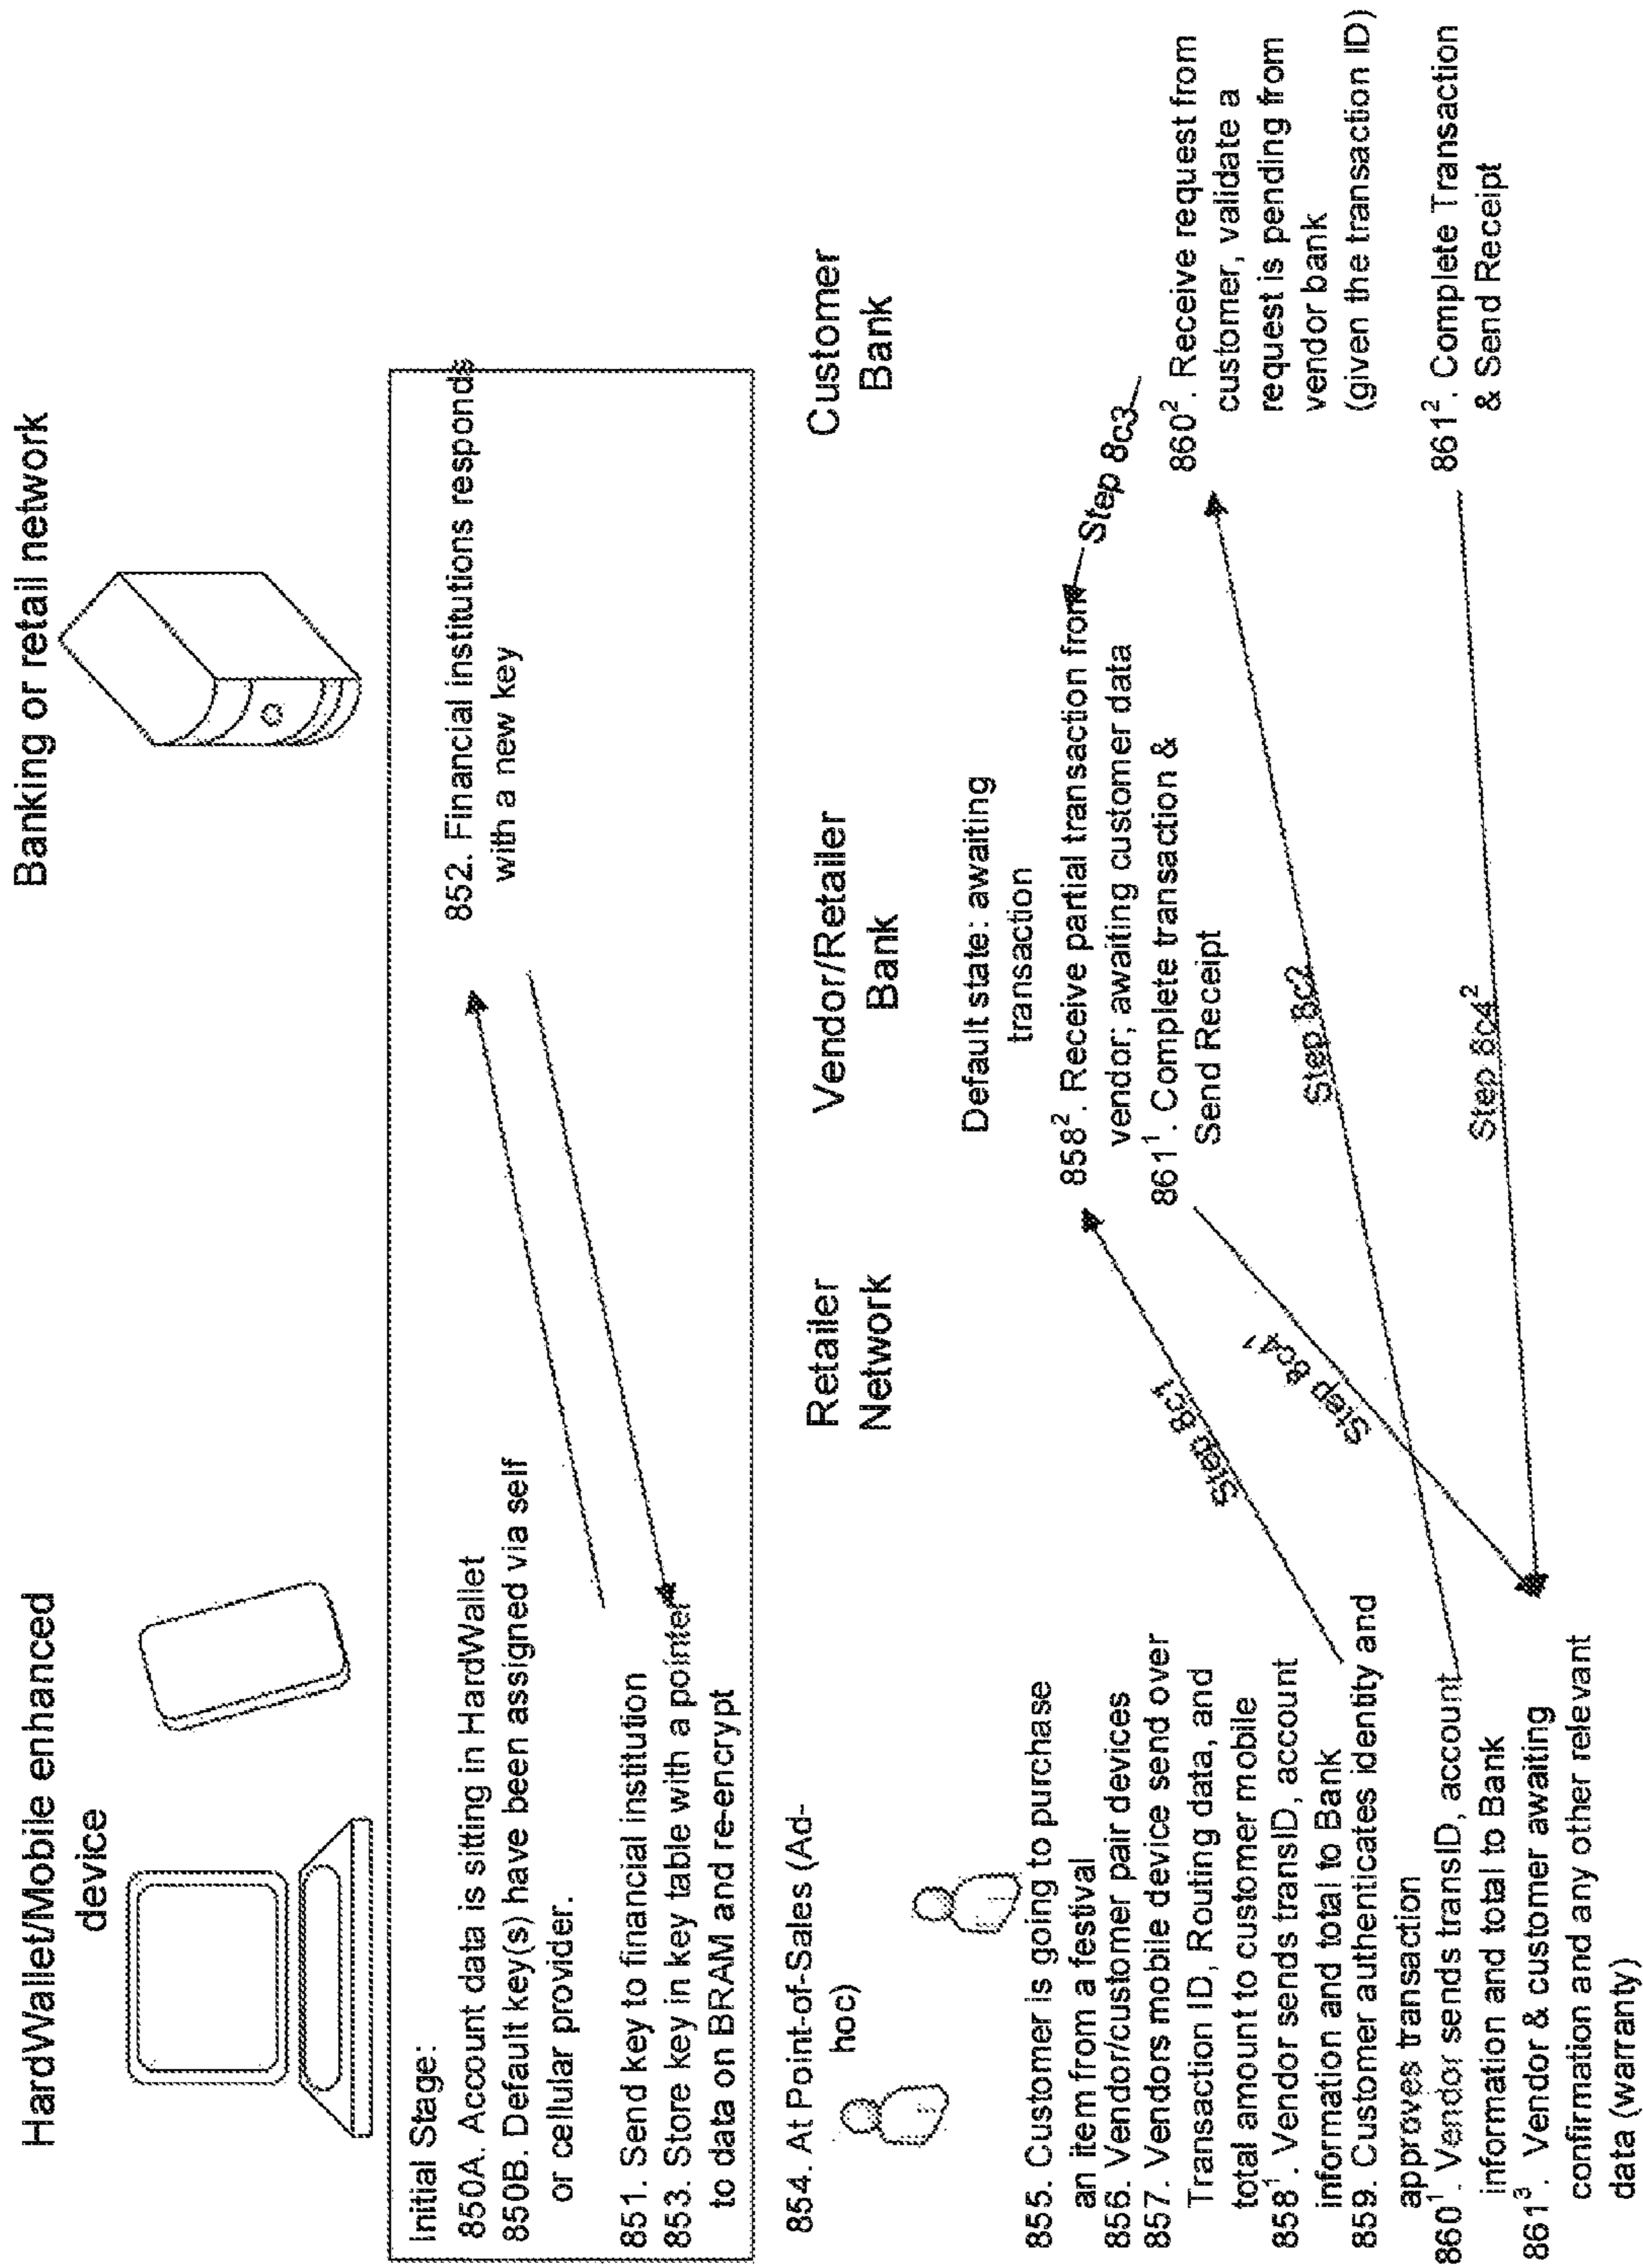 HardWallet/Mobile enhanced
device
Banking or retail network
Initial Stage:
850A. Account data is sitting in HardWallet
850B. Default key(s) have been assigned via self
or cellular provider.
851. Send key to financial institution
853. Store key in key table with a pointer
to data on BRAM and re-encrypt
852. Financial institutions responds
with a new key
854. At Point-of-Sales (Ad-
hoc)
Retailer
Network
Vendor/Retailer
Bank
Customer
Bank
855. Customer is going to purchase
an item from a festival
856. Vendor/customer pair devices
857. Vendors mobile device send over
Transaction ID, Routing data, and
total amount to customer mobile
858¹. Vendor sends transID, account
information and total to Bank
859. Customer authenticates identity and
approves transaction
860¹. Vendor sends transID, account
information and total to Bank
861³. Vendor & customer awaiting
confirmation and any other relevant
data (warranty)
Step 8c1
Step 8c4¹
Default state: awaiting
transaction
858². Receive partial transaction from
vendor; awaiting customer data
861¹. Complete transaction &
Send Receipt
Step 8c2
Step 8c4²
Step 8c3
860². Receive request from
customer, validate a
request is pending from
vendor bank
(given the transaction ID)
861². Complete Transaction
& Send Receipt